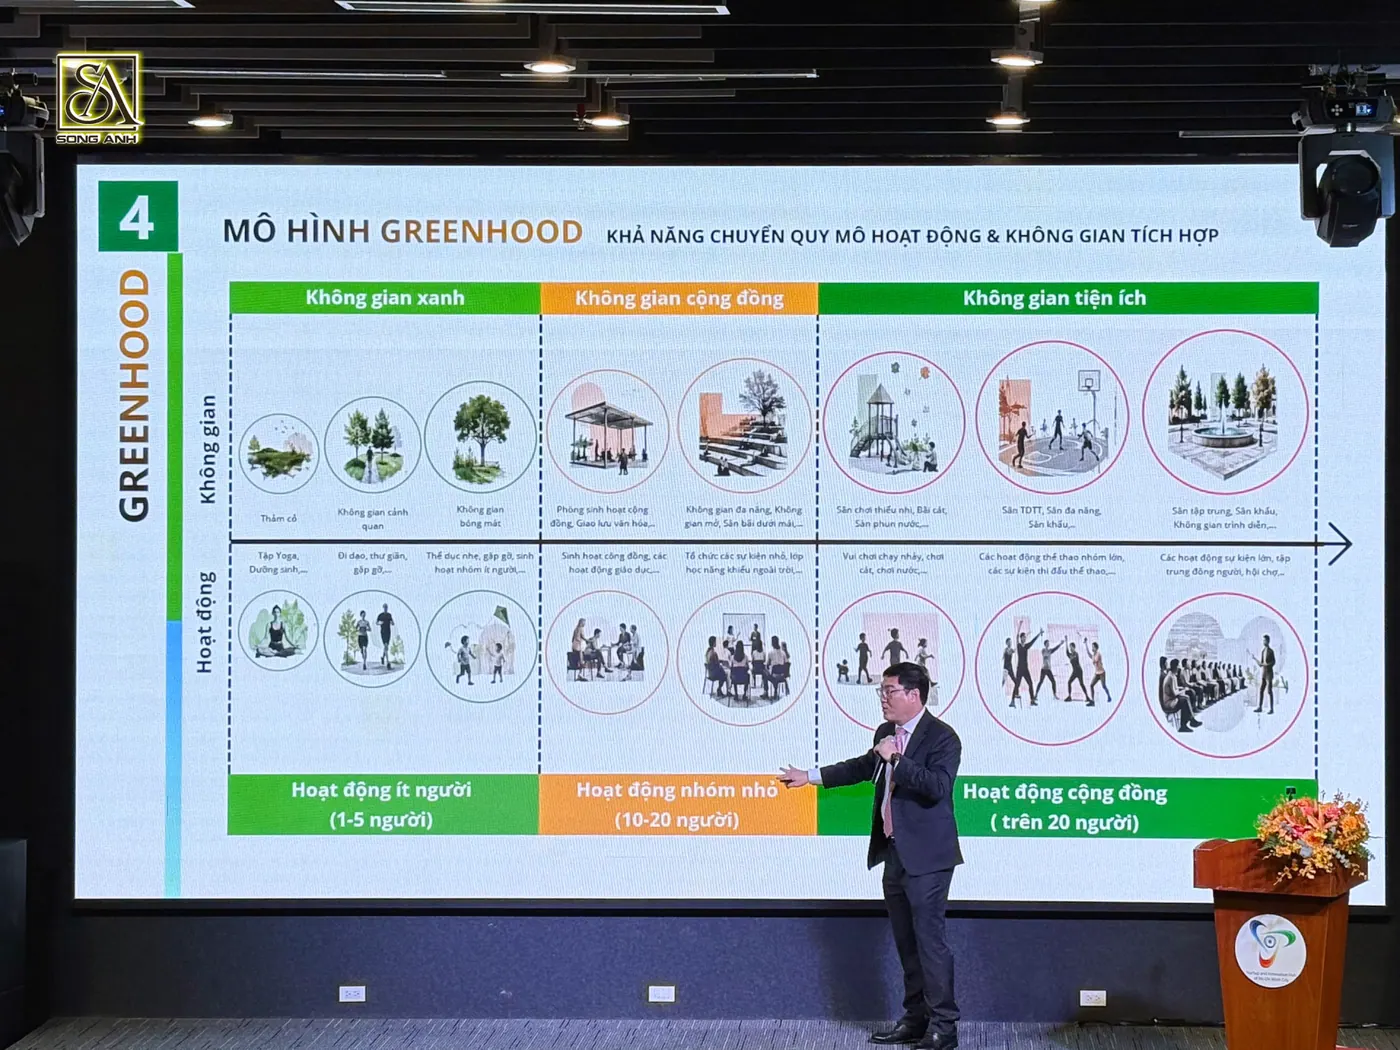 SA
SONG ANH
4
MÔ HÌNH GREENHOOD
KHẢ NĂNG CHUYỂN QUY MÔ HOẠT ĐỘNG & KHÔNG GIAN TÍCH HỢP
GREENHOOD
Không gian xanh
Không gian cộng đồng
Không gian tiện ích
Không gian
Thảm cỏ
Không gian cảnh
quan
Không gian
bóng mát
Phòng sinh hoạt cộng
đồng, Giao lưu văn hóa,...
Không gian đa năng, Không
gian mở, Sân bãi dưới mái,...
Sân chơi thiếu nhi, Bãi cát,
Sân phun nước,...
Sân TDTT, Sân đa năng,
Sân khấu,...
Sân tập trung, Sân khấu,
Không gian trình diễn,...
Hoạt động
Tập Yoga,
Dưỡng sinh,...
Đi dạo, thư giãn,
gặp gỡ,...
Thể dục nhẹ, gặp gỡ, sinh
hoạt nhóm ít người,...
Sinh hoạt cộng đồng, các
hoạt động giáo dục,...
Tổ chức các sự kiện nhỏ, lớp
học năng khiếu ngoài trời,...
Vui chơi chạy nhảy, chơi
cát, chơi nước,...
Các hoạt động thể thao nhóm lớn,
các sự kiện thi đấu thể thao,...
Các hoạt động sự kiện lớn, tập
trung đông người, hội chợ,...
Hoạt động ít người
(1-5 người)
Hoạt động nhóm nhỏ
(10-20 người)
Hoạt động cộng đồng
( trên 20 người)